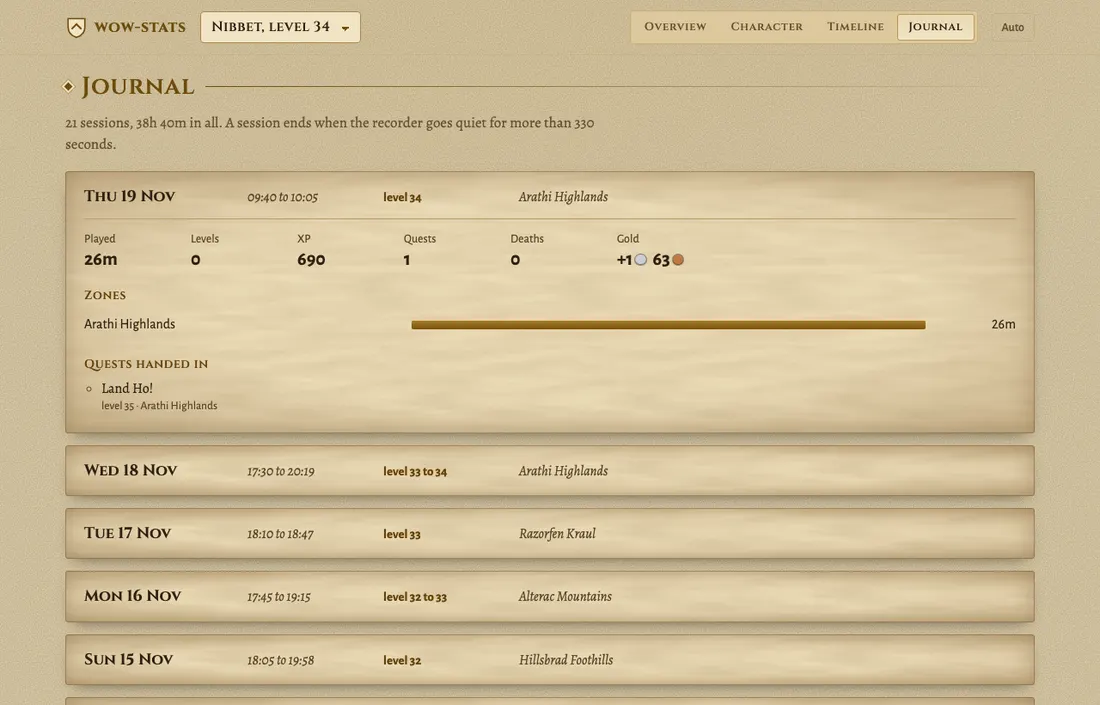 WOW-STATS
Nibbet, level 34
Overview
Character
Timeline
Journal
Auto
Journal
21 sessions, 38h 40m in all. A session ends when the recorder goes quiet for more than 330
seconds.
Thu 19 Nov 09:40 to 10:05 level 34 Arathi Highlands
Played Levels XP Quests Deaths Gold
26m 0 690 1 0 +1 63
Zones
Arathi Highlands 26m
Quests handed in
Land Ho!
level 35 · Arathi Highlands
Wed 18 Nov 17:30 to 20:19 level 33 to 34 Arathi Highlands
Tue 17 Nov 18:10 to 18:47 level 33 Razorfen Kraul
Mon 16 Nov 17:45 to 19:15 level 32 to 33 Alterac Mountains
Sun 15 Nov 18:05 to 19:58 level 32 Hillsbrad Foothills